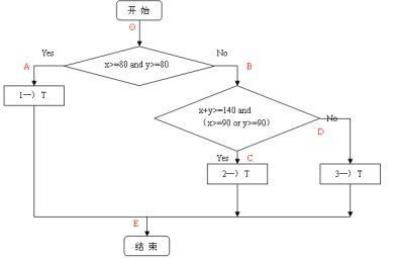 开 始
O
Yes
No
A
x>=80 and y>=80
B
1—）T
x+y>=140 and
（x>=90 or y>=90）
No
D
Yes
C
2—）T
3—）T
E
结 束